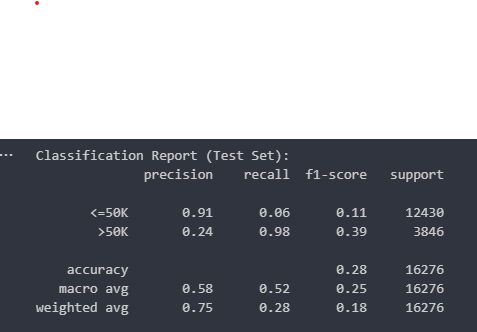 ··· Classification Report (Test Set):
precision recall f1-score support
<=50K 0.91 0.06 0.11 12430
>50K 0.24 0.98 0.39 3846
accuracy 0.28 16276
macro avg 0.58 0.52 0.25 16276
weighted avg 0.75 0.28 0.18 16276